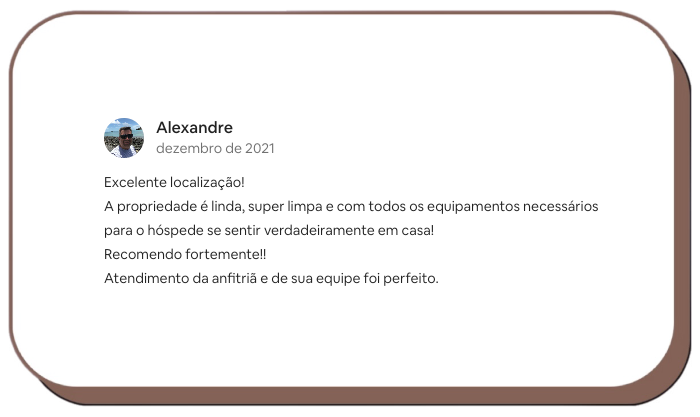 Alexandre
dezembro de 2021
Excelente localização!
A propriedade é linda, super limpa e com todos os equipamentos necessários
para o hóspede se sentir verdadeiramente em casa!
Recomendo fortemente!!
Atendimento da anfitriã e de sua equipe foi perfeito.